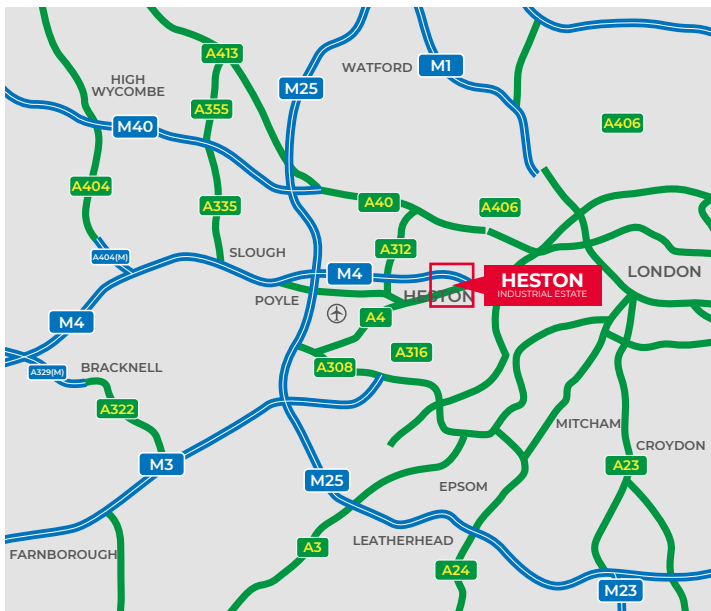 A413
WATFORD
M1
HIGH
WYCOMBE
M25
A355
M40
A406
A404
A335
A40
A406
A312
SLOUGH
A404(M)
M4
LONDON
HESTON
INDUSTRIAL ESTATE
POYLE
HESTON
M4
A4
A316
BRACKNELL
A308
A329(M)
A322
MITCHAM
CROYDON
M3
A23
M25
EPSOM
LEATHERHEAD
A3
FARNBOROUGH
A24
M23